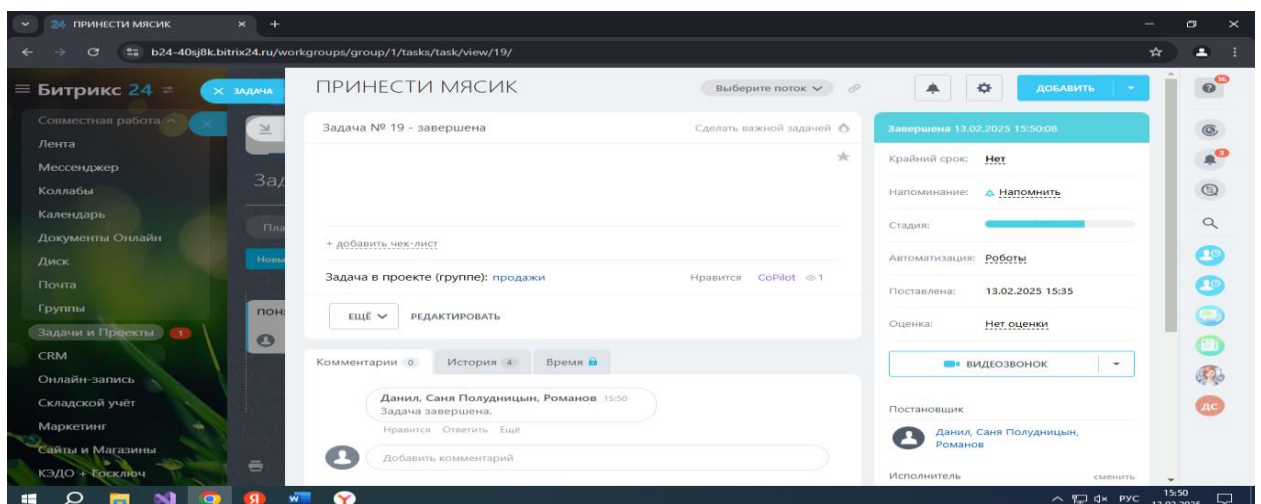 24 ПРИНЕСТИ МЯСИК
b24-40sj8k.bitrix24.ru/workgroups/group/1/tasks/task/view/19/
Битрикс 24
ЗАДАЧА
Совместная работа
Лента
Мессенджер
Коллабы
Календарь
Документы Онлайн
Диск
Почта
Группы
Задачи и Проекты 1
CRM
Онлайн-запись
Складской учёт
Маркетинг
Сайты и Магазины
КЭДО + Госключ
ПРИНЕСТИ МЯСИК
Выберите поток
ДОБАВИТЬ
Задача № 19 - завершена
Сделать важной задачей
+ добавить чек-лист
Задача в проекте (группе): продажи
Нравится CoPilot 1
ЕЩЁ
РЕДАКТИРОВАТЬ
Комментарии 0
История 4
Время
Данил, Саня Полудницын, Романов 15:50
Задача завершена.
Нравится Ответить Ещё
Добавить комментарий
Завершена 13.02.2025 15:50:08
Крайний срок: Нет
Напоминание: Напомнить
Стадия:
Автоматизация: Роботы
Поставлена: 13.02.2025 15:35
Оценка: Нет оценки
ВИДЕОЗВОНОК
Постановщик
Данил, Саня Полудницын,
Романов
Исполнитель сменить
16
3
ДС
РУС
15:50